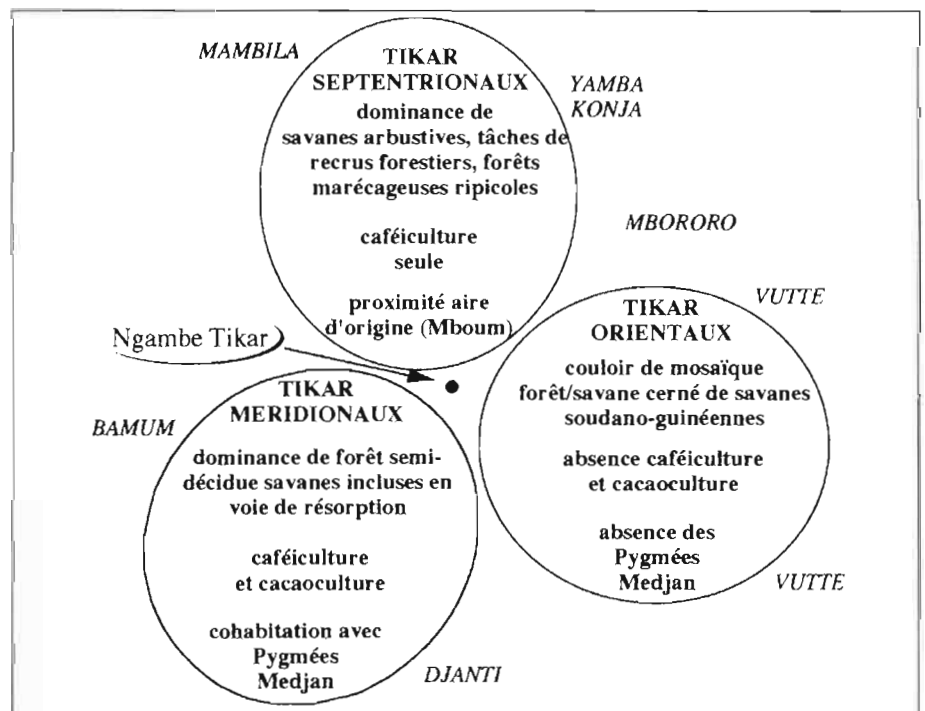 MAMBILA
TIKAR
SEPTENTRIONAUX
dominance de
savanes arbustives, tâches de
recrus forestiers, forêts
marécageuses ripicoles
caféiculture
seule
proximité aire
d'origine (Mboum)
YAMBA
KONJA
MBORORO
VUTTE
TIKAR
ORIENTAUX
couloir de mosaïque
forêt/savane cerné de savanes
soudano-guinéennes
absence caféiculture
et cacaoculture
absence des
Pygmées
Medjan
VUTTE
Ngambe Tikar
BAMUM
TIKAR
MERIDIONAUX
dominance de forêt semi-
décidue savanes incluses en
voie de résorption
caféiculture
et cacaoculture
cohabitation avec
Pygmées
Medjan
DJANTI